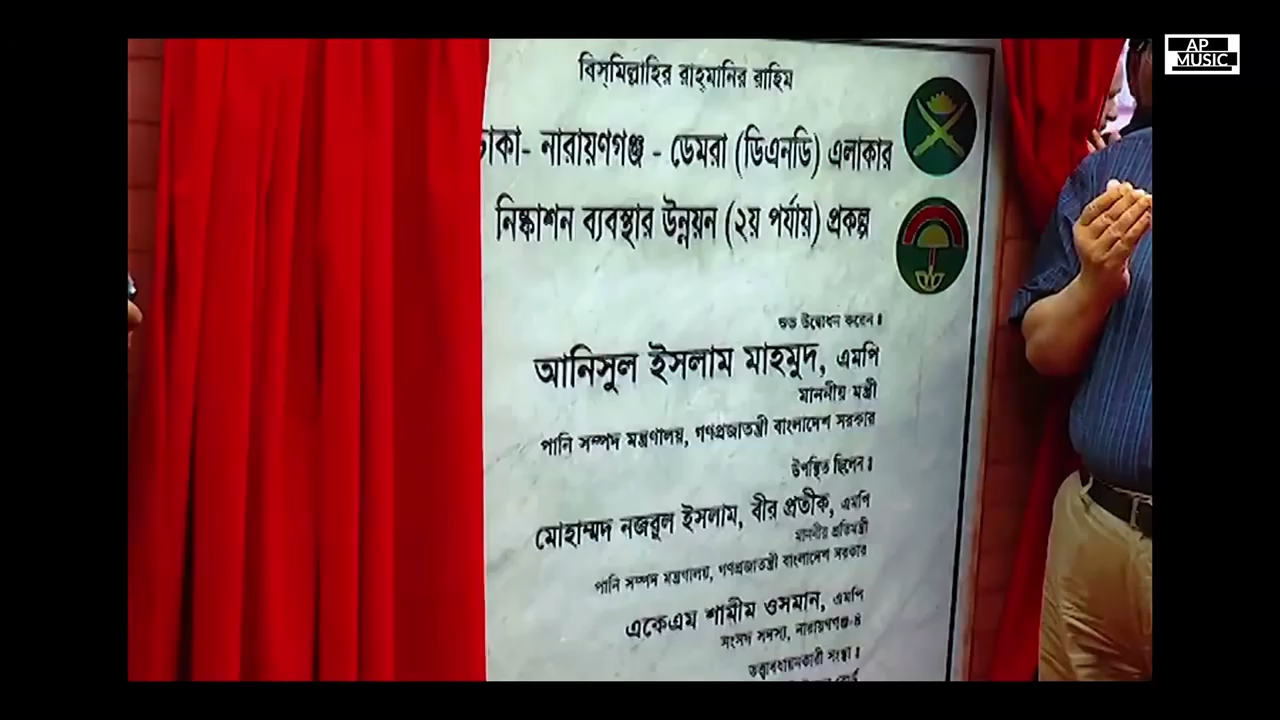 AP
MUSIC
বিস্‌মিল্লাহির রাহ্‌মানির রাহিম
ঢাকা- নারায়ণগঞ্জ - ডেমরা (ডিএনডি) এলাকার
নিষ্কাশন ব্যবস্থার উন্নয়ন (২য় পর্যায়) প্রকল্প
শুভ উদ্বোধন করেন ঃ
আনিসুল ইসলাম মাহমুদ, এমপি
মাননীয় মন্ত্রী
পানি সম্পদ মন্ত্রণালয়, গণপ্রজাতন্ত্রী বাংলাদেশ সরকার
উপস্থিত ছিলেন ঃ
মোহাম্মদ নজরুল ইসলাম, বীর প্রতীক, এমপি
মাননীয় প্রতিমন্ত্রী
পানি সম্পদ মন্ত্রণালয়, গণপ্রজাতন্ত্রী বাংলাদেশ সরকার
একেএম শামীম ওসমান, এমপি
সংসদ সদস্য, নারায়ণগঞ্জ-৪
তত্ত্বাবধায়নকারী সংস্থা ঃ